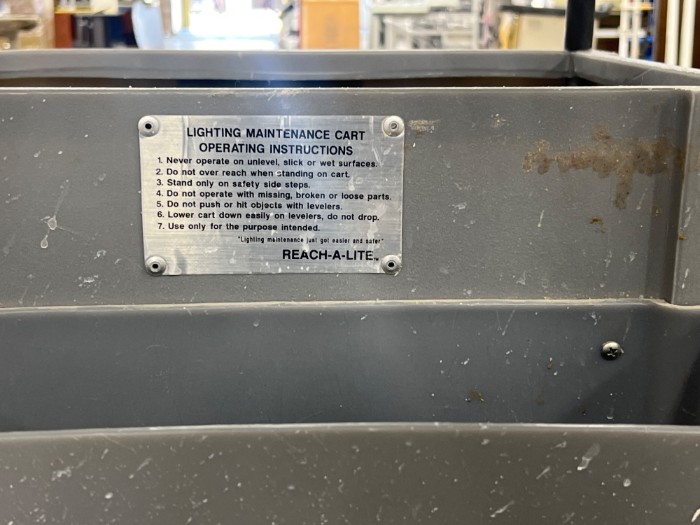 LIGHTING MAINTENANCE CART
OPERATING INSTRUCTIONS
1. Never operate on unlevel, slick or wet surfaces.
2. Do not over reach when standing on cart.
3. Stand only on safety side steps.
4. Do not operate with missing, broken or loose parts.
5. Do not push or hit objects with levelers.
6. Lower cart down easily on levelers, do not drop.
7. Use only for the purpose intended.
"Lighting maintenance just got easier and safer"
REACH-A-LITE™